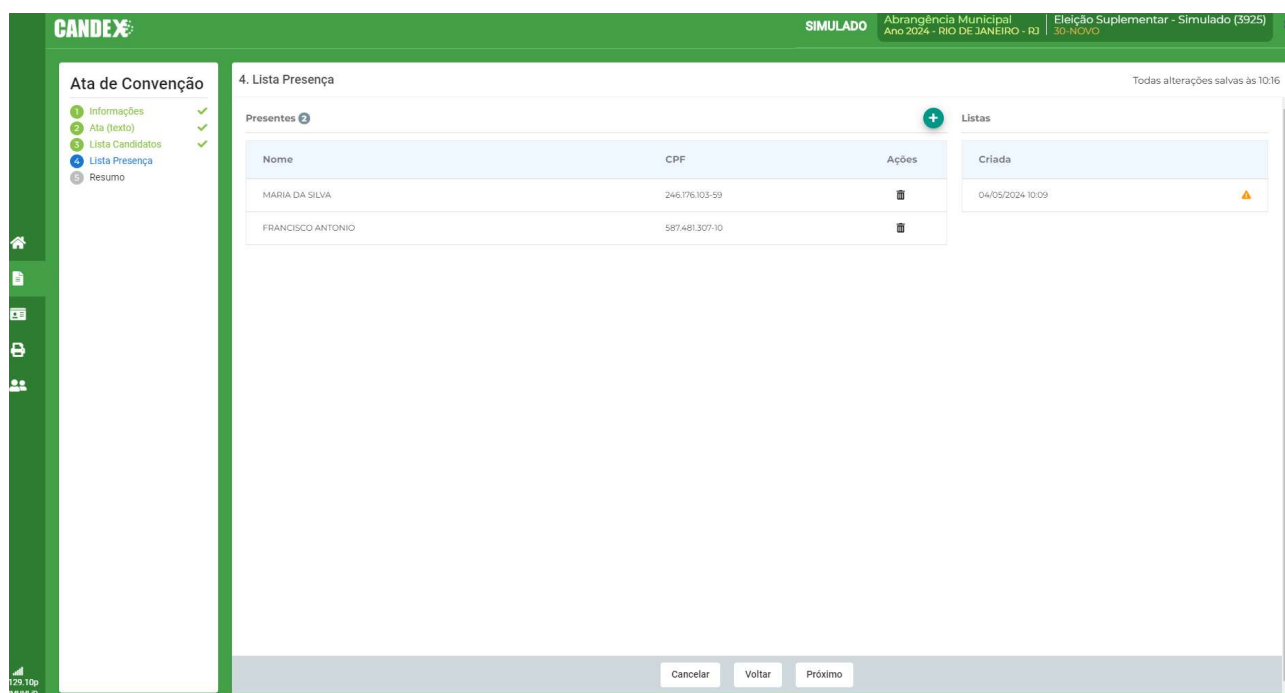 CANDEX
SIMULADO
Abrangência Municipal
Ano 2024 - RIO DE JANEIRO - RJ
Eleição Suplementar - Simulado (3925)
30-NOVO
Ata de Convenção
1 Informações
2 Ata (texto)
3 Lista Candidatos
4 Lista Presença
5 Resumo
4. Lista Presença
Todas alterações salvas às 10:16
Presentes 2
Listas
Nome CPF Ações
Criada
MARIA DA SILVA 246.176.103-59
04/05/2024 10:09
FRANCISCO ANTONIO 587.481.307-10
Cancelar Voltar Próximo
129.10p